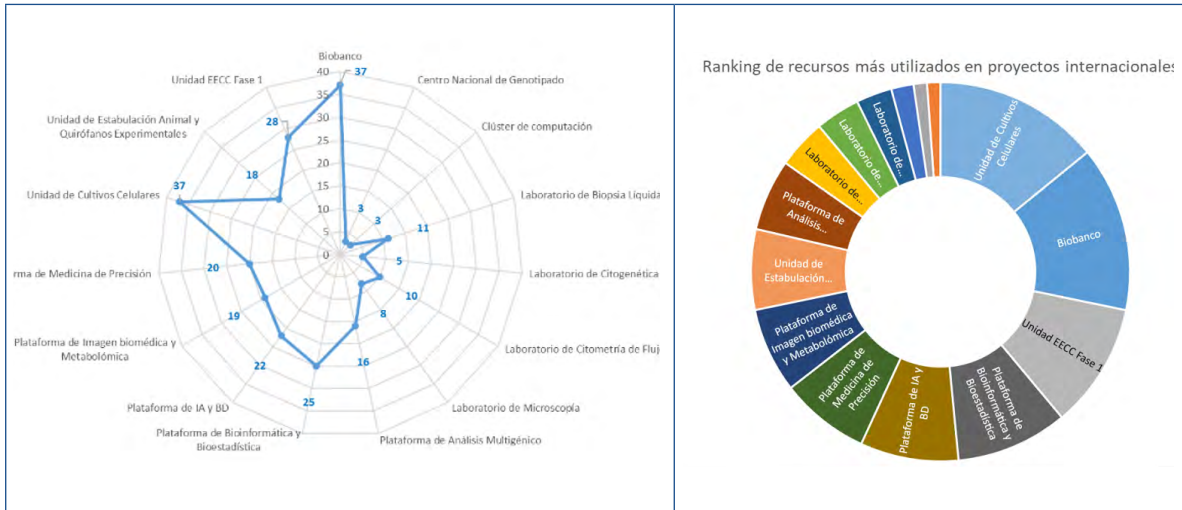 Biobanco
40
37
Unidad EECC Fase 1
Centro Nacional de Genotipado
35
30
Unidad de Estabulación Animal y
Quirófanos Experimentales
28
Clúster de computación
25
20
18
15
Unidad de Cultivos Celulares
37
Laboratorio de Biopsia Líquida
10
3
3
11
5
0
rma de Medicina de Precisión
20
5
Laboratorio de Citogenética
10
19
8
Plataforma de Imagen biomédica y
Metabolómica
Laboratorio de Citometría de Fluj
22
16
25
Plataforma de IA y BD
Laboratorio de Microscopía
Plataforma de Bioinformática y
Bioestadística
Plataforma de Análisis Multigénico
Ranking de recursos más utilizados en proyectos internacionales
Unidad de Cultivos
Celulares
Biobanco
Unidad EECC Fase 1
Plataforma de
Bioinformática y
Bioestadística
Plataforma de IA y
BD
Plataforma de
Medicina de
Precisión
Plataforma de
Imagen biomédica
y Metabolómica
Unidad de
Estabulación...
Plataforma de
Análisis...
Laboratorio de...
Laboratorio de...
Laboratorio de...